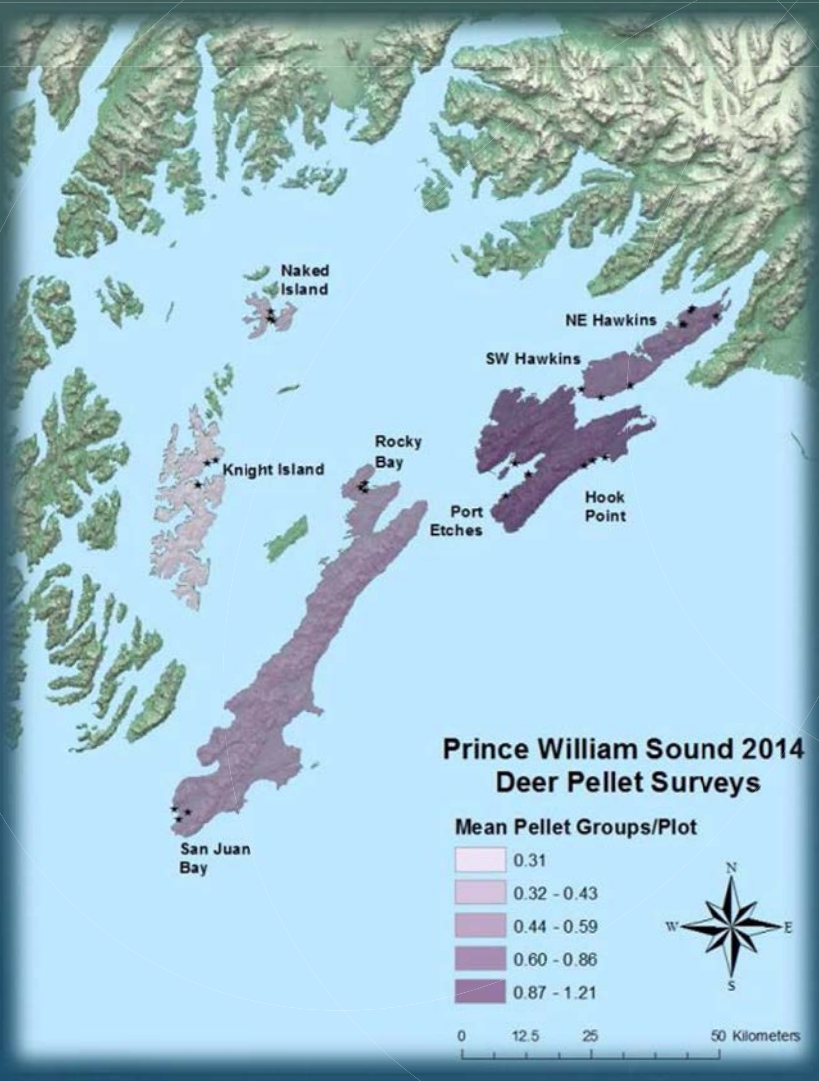 Naked
Island
NE Hawkins
SW Hawkins
Rocky
Bay
Knight Island
Port
Etches
Hook
Point
San Juan
Bay
Prince William Sound 2014
Deer Pellet Surveys
Mean Pellet Groups/Plot
0.31
0.32 - 0.43
0.44 - 0.59
0.60 - 0.86
0.87 - 1.21
N
W E
S
0 12.5 25 50 Kilometers